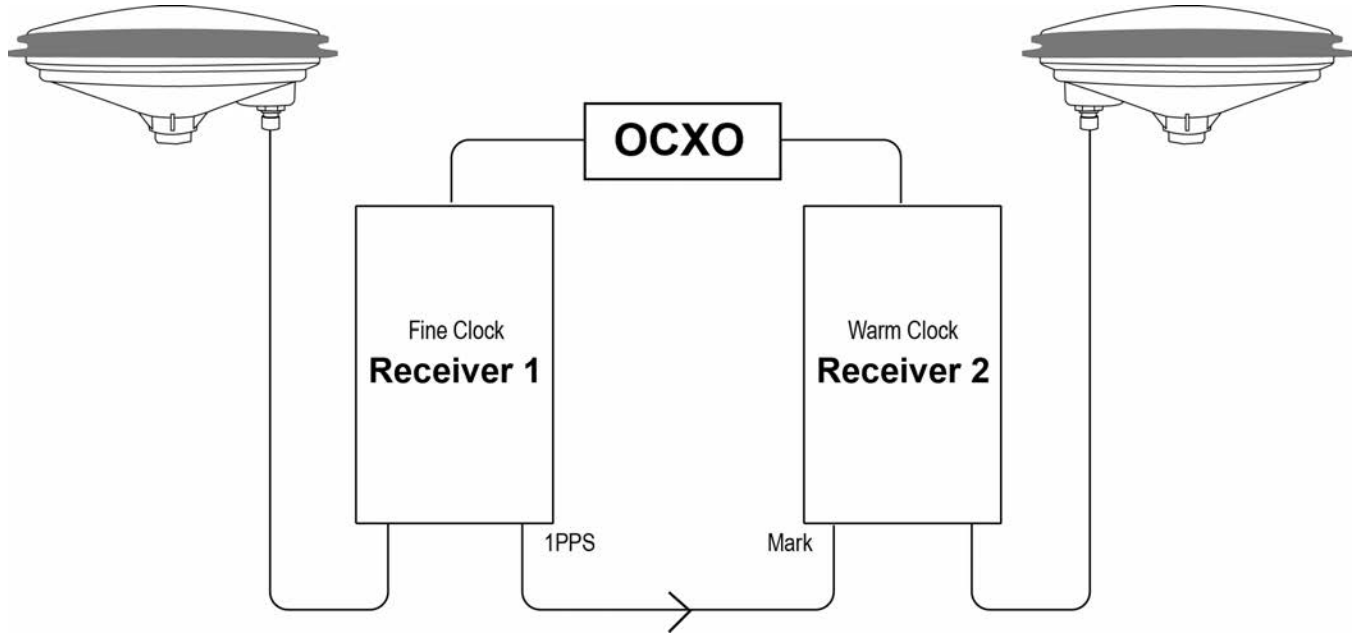 OCXO
Fine Clock
Receiver 1
Warm Clock
Receiver 2
1PPS
Mark